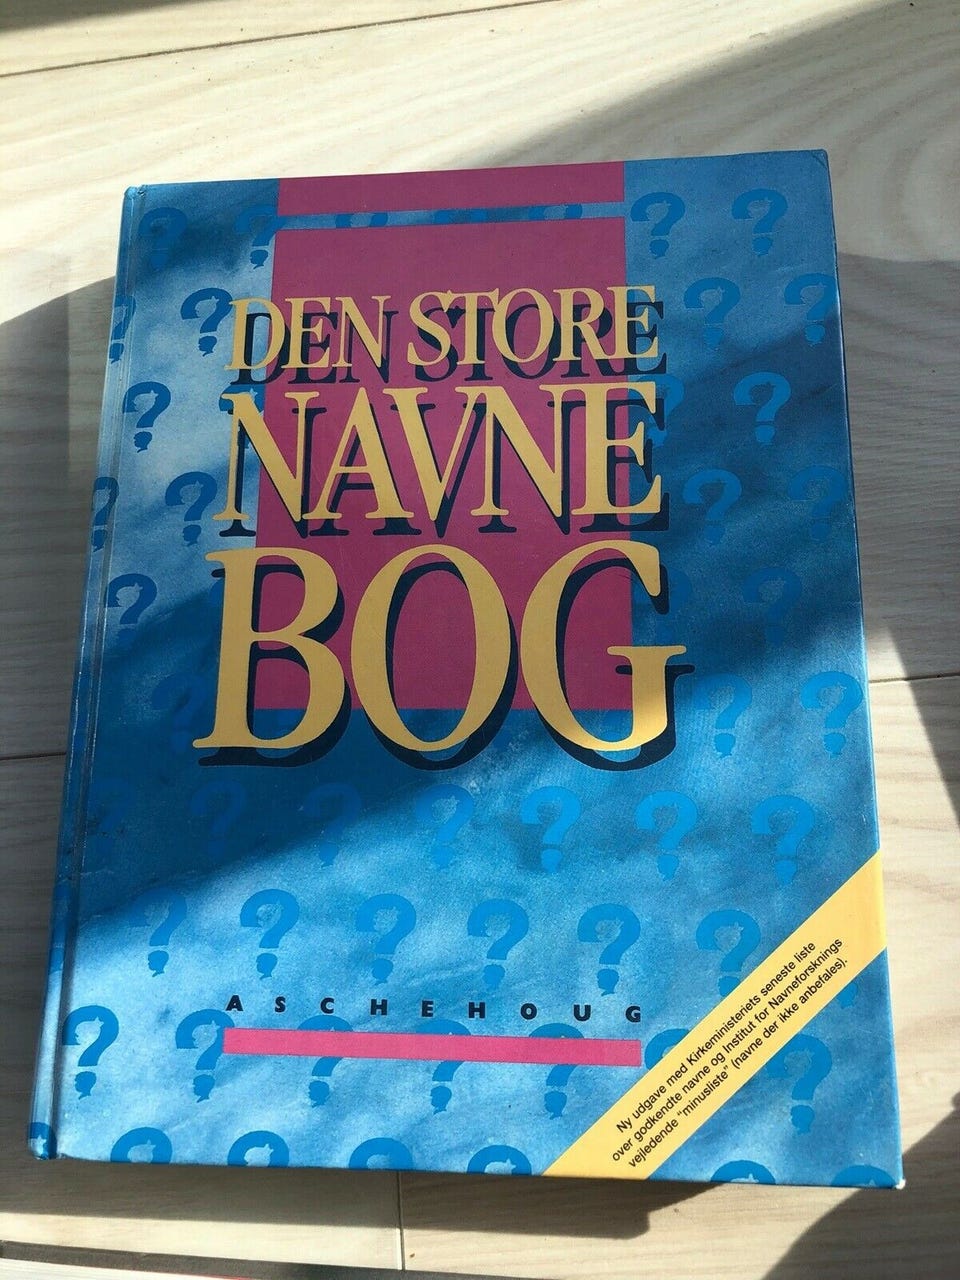 DEN STORE
NAVNE
BOG
ASCHEHOUG
Ny udgave med Kirkeministeriets seneste liste
over godkendte navne og Institut for Navneforsknings
vejledende "minusliste" (navne der ikke anbefales).